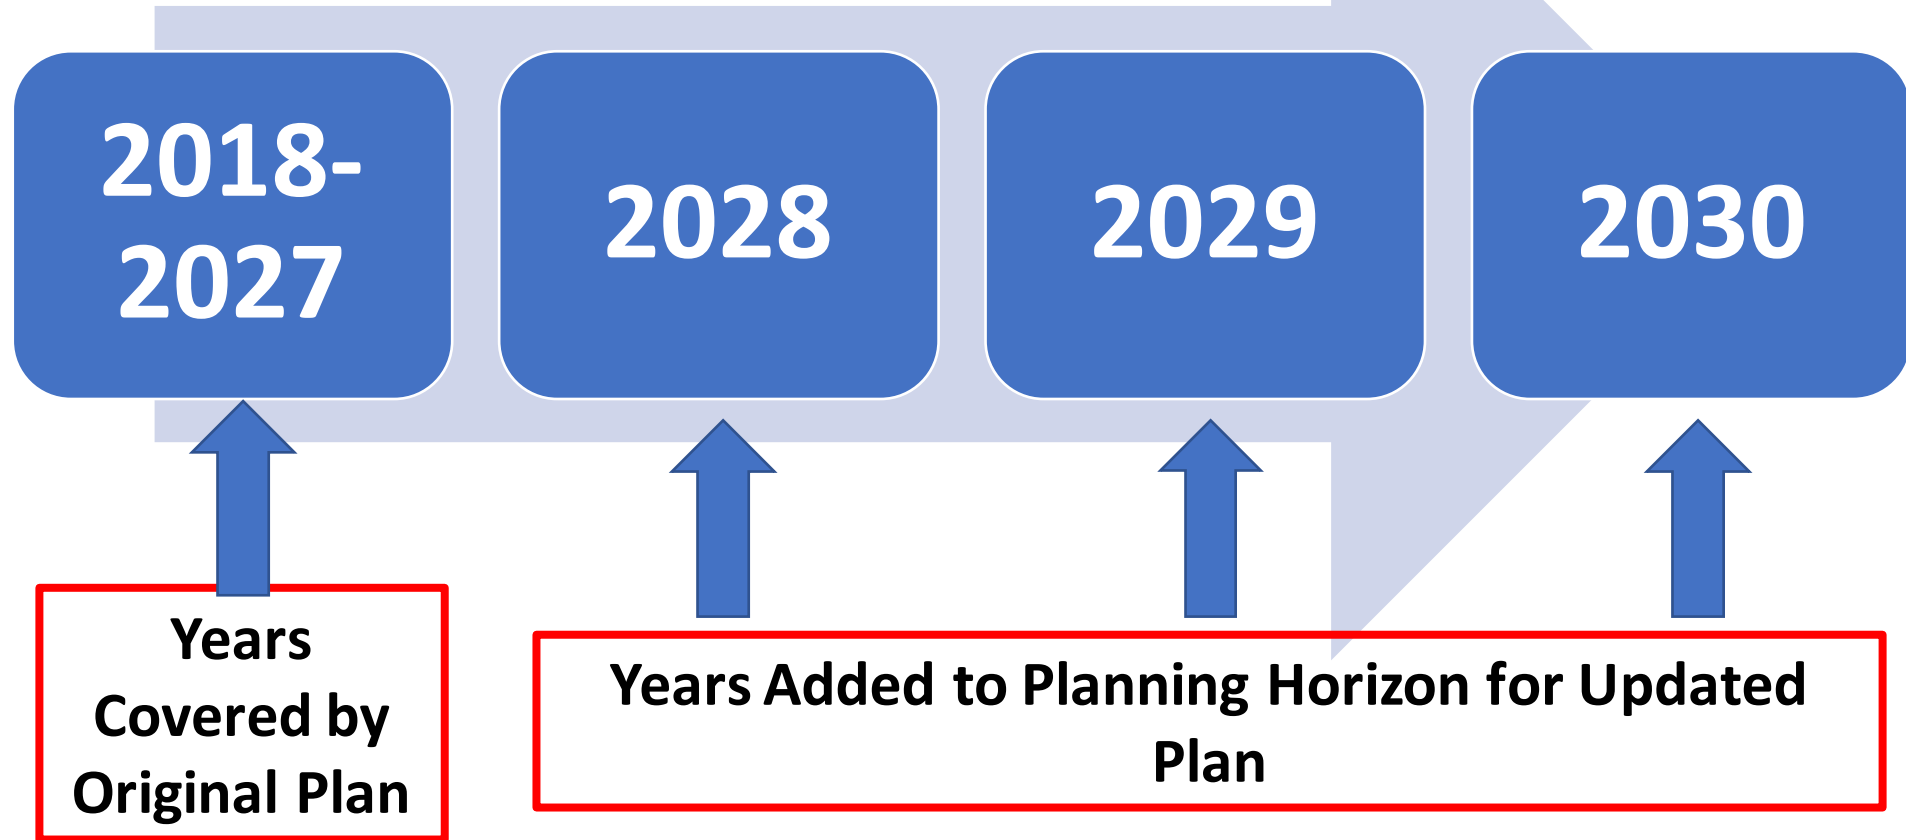 2018-
2027
2028
2029
2030
Years
Covered by
Original Plan
Years Added to Planning Horizon for Updated
Plan